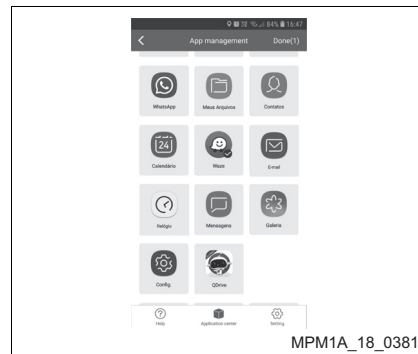 84% 16:47
App management Done(1)
WhatsApp Meus Arquivos Contatos
24
Calendário Waze E-mail
Relógio Mensagens Galeria
Config. QDrive
Help Application center Setting
MPM1A_18_0381